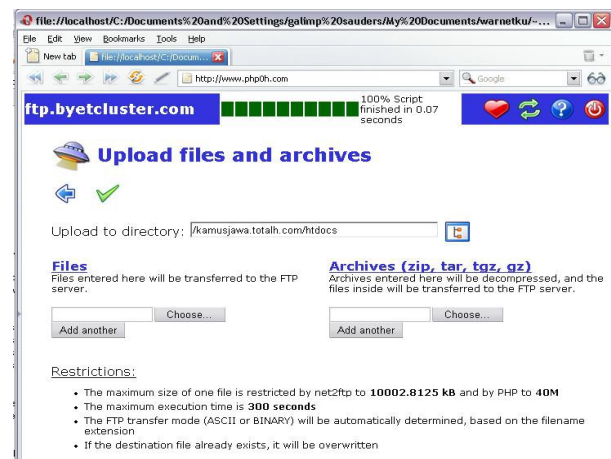 file://localhost/C:/Documents%20and%20Settings/galimp%20sauders/My%20Documents/warnetku/~...
File Edit View Bookmarks Tools Help
New tab file://localhost/C:/Docum...
http://www.php0h.com Google
ftp.byetcluster.com
100% Script
finished in 0.07
seconds
Upload files and archives
Upload to directory: /kamusjawa.totalh.com/htdocs
Files
Files entered here will be transferred to the FTP
server.
Choose...
Add another
Archives (zip, tar, tgz, gz)
Archives entered here will be decompressed, and the
files inside will be transferred to the FTP server.
Choose...
Add another
Restrictions:
• The maximum size of one file is restricted by net2ftp to 10002.8125 kB and by PHP to 40M
• The maximum execution time is 300 seconds
• The FTP transfer mode (ASCII or BINARY) will be automatically determined, based on the filename
extension
• If the destination file already exists, it will be overwritten